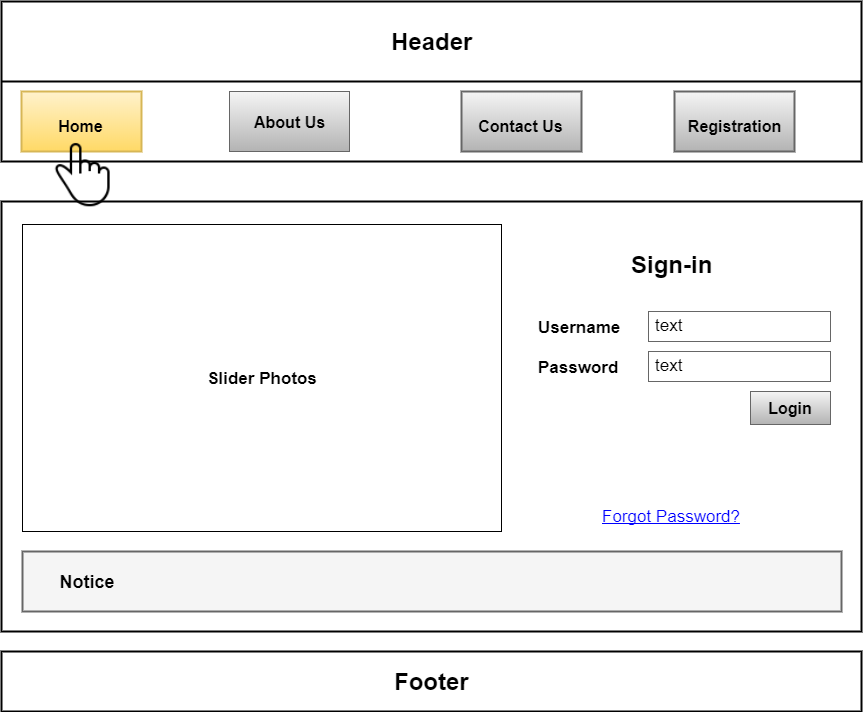 Header
Home
About Us
Contact Us
Registration
Slider Photos
Sign-in
Username
text
Password
text
Login
Forgot Password?
Notice
Footer